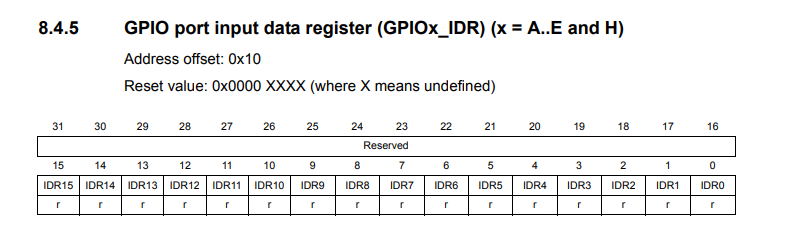 8.4.5 GPIO port input data register (GPIOx_IDR) (x = A..E and H)
Address offset: 0x10
Reset value: 0x0000 XXXX (where X means undefined)
31 30 29 28 27 26 25 24 23 22 21 20 19 18 17 16
Reserved
15 14 13 12 11 10 9 8 7 6 5 4 3 2 1 0
IDR15 IDR14 IDR13 IDR12 IDR11 IDR10 IDR9 IDR8 IDR7 IDR6 IDR5 IDR4 IDR3 IDR2 IDR1 IDR0
r r r r r r r r r r r r r r r r